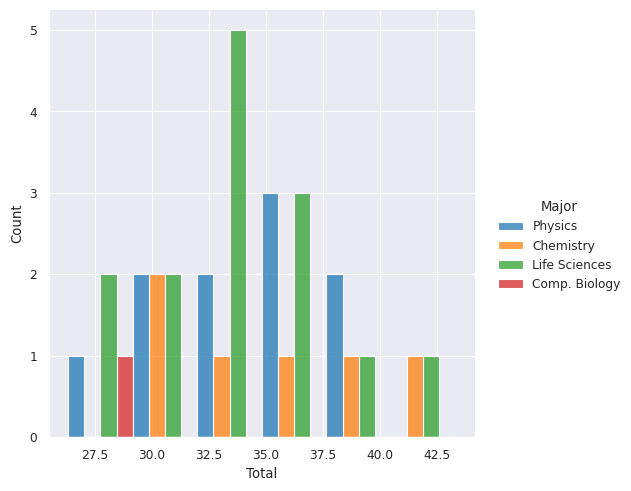 5
4
3
2
1
0
Count
27.5 30.0 32.5 35.0 37.5 40.0 42.5
Total
Major
Physics
Chemistry
Life Sciences
Comp. Biology